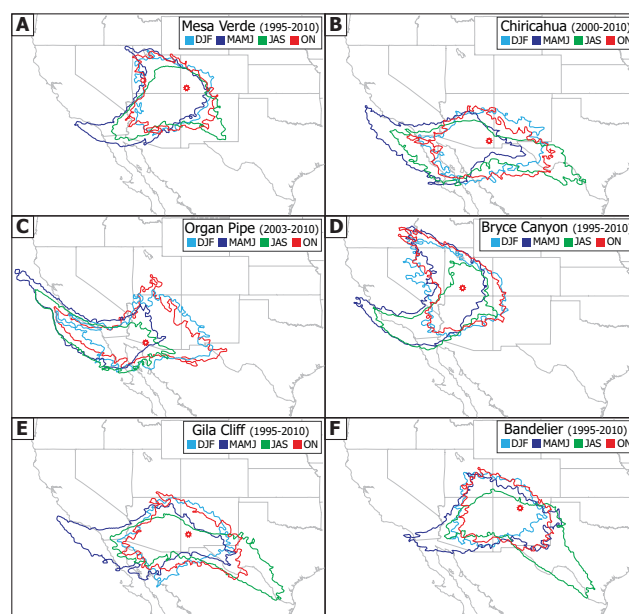 A
Mesa Verde (1995-2010)
DJF MAMJ JAS ON
B
Chiricahua (2000-2010)
DJF MAMJ JAS ON
C
Organ Pipe (2003-2010)
DJF MAMJ JAS ON
D
Bryce Canyon (1995-2010)
DJF MAMJ JAS ON
E
Gila Cliff (1995-2010)
DJF MAMJ JAS ON
F
Bandelier (1995-2010)
DJF MAMJ JAS ON